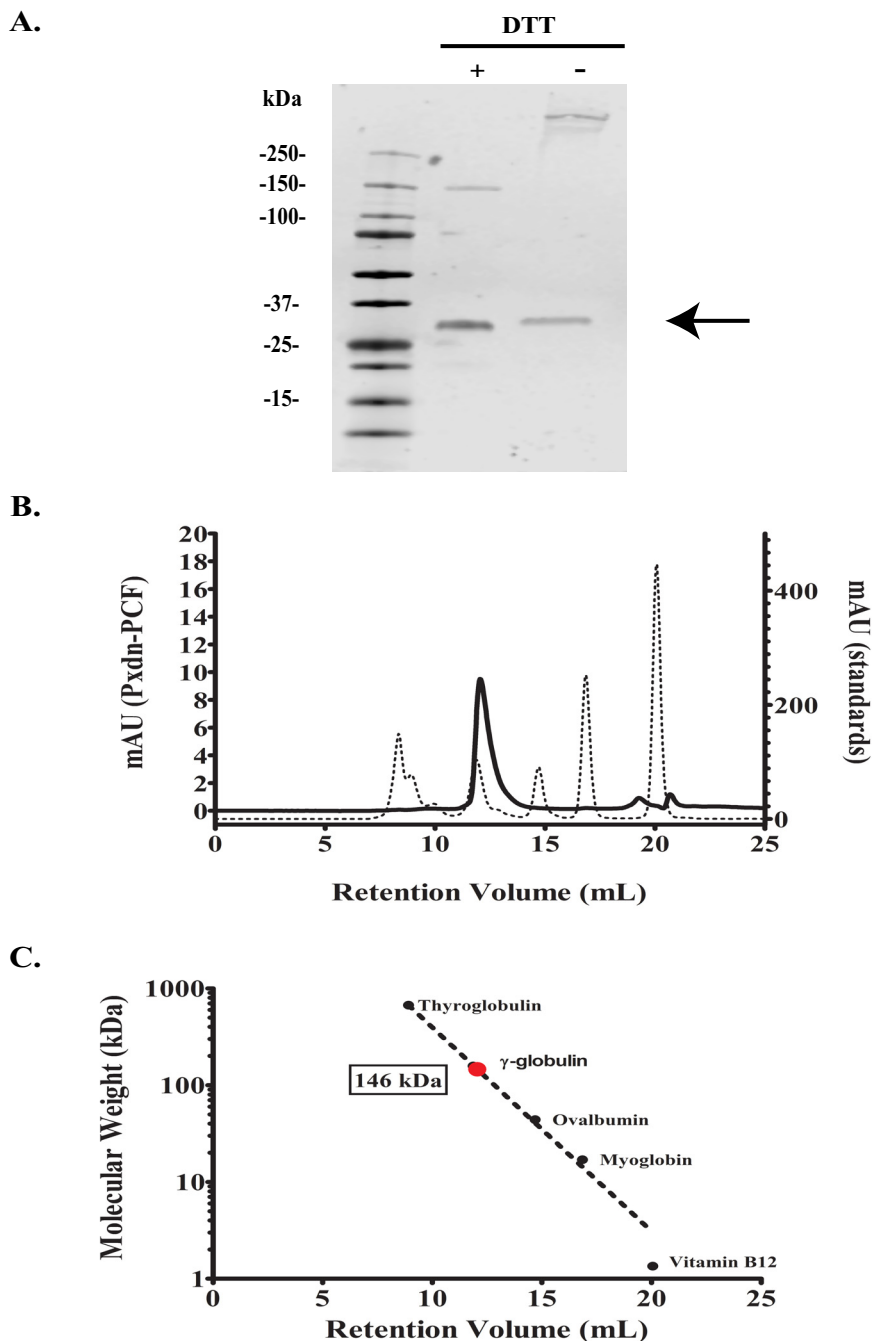 A.
DTT
+ -
kDa
-250-
-150-
-100-
-37-
-25-
-15-
B.
mAU (Pxdn-PCF)
20
18
16
14
12
10
8
6
4
2
0
400
200
0
mAU (standards)
0 5 10 15 20 25
Retention Volume (mL)
C.
Molecular Weight (kDa)
1000
100
10
1
Thyroglobulin
γ-globulin
146 kDa
Ovalbumin
Myoglobin
Vitamin B12
0 5 10 15 20 25
Retention Volume (mL)